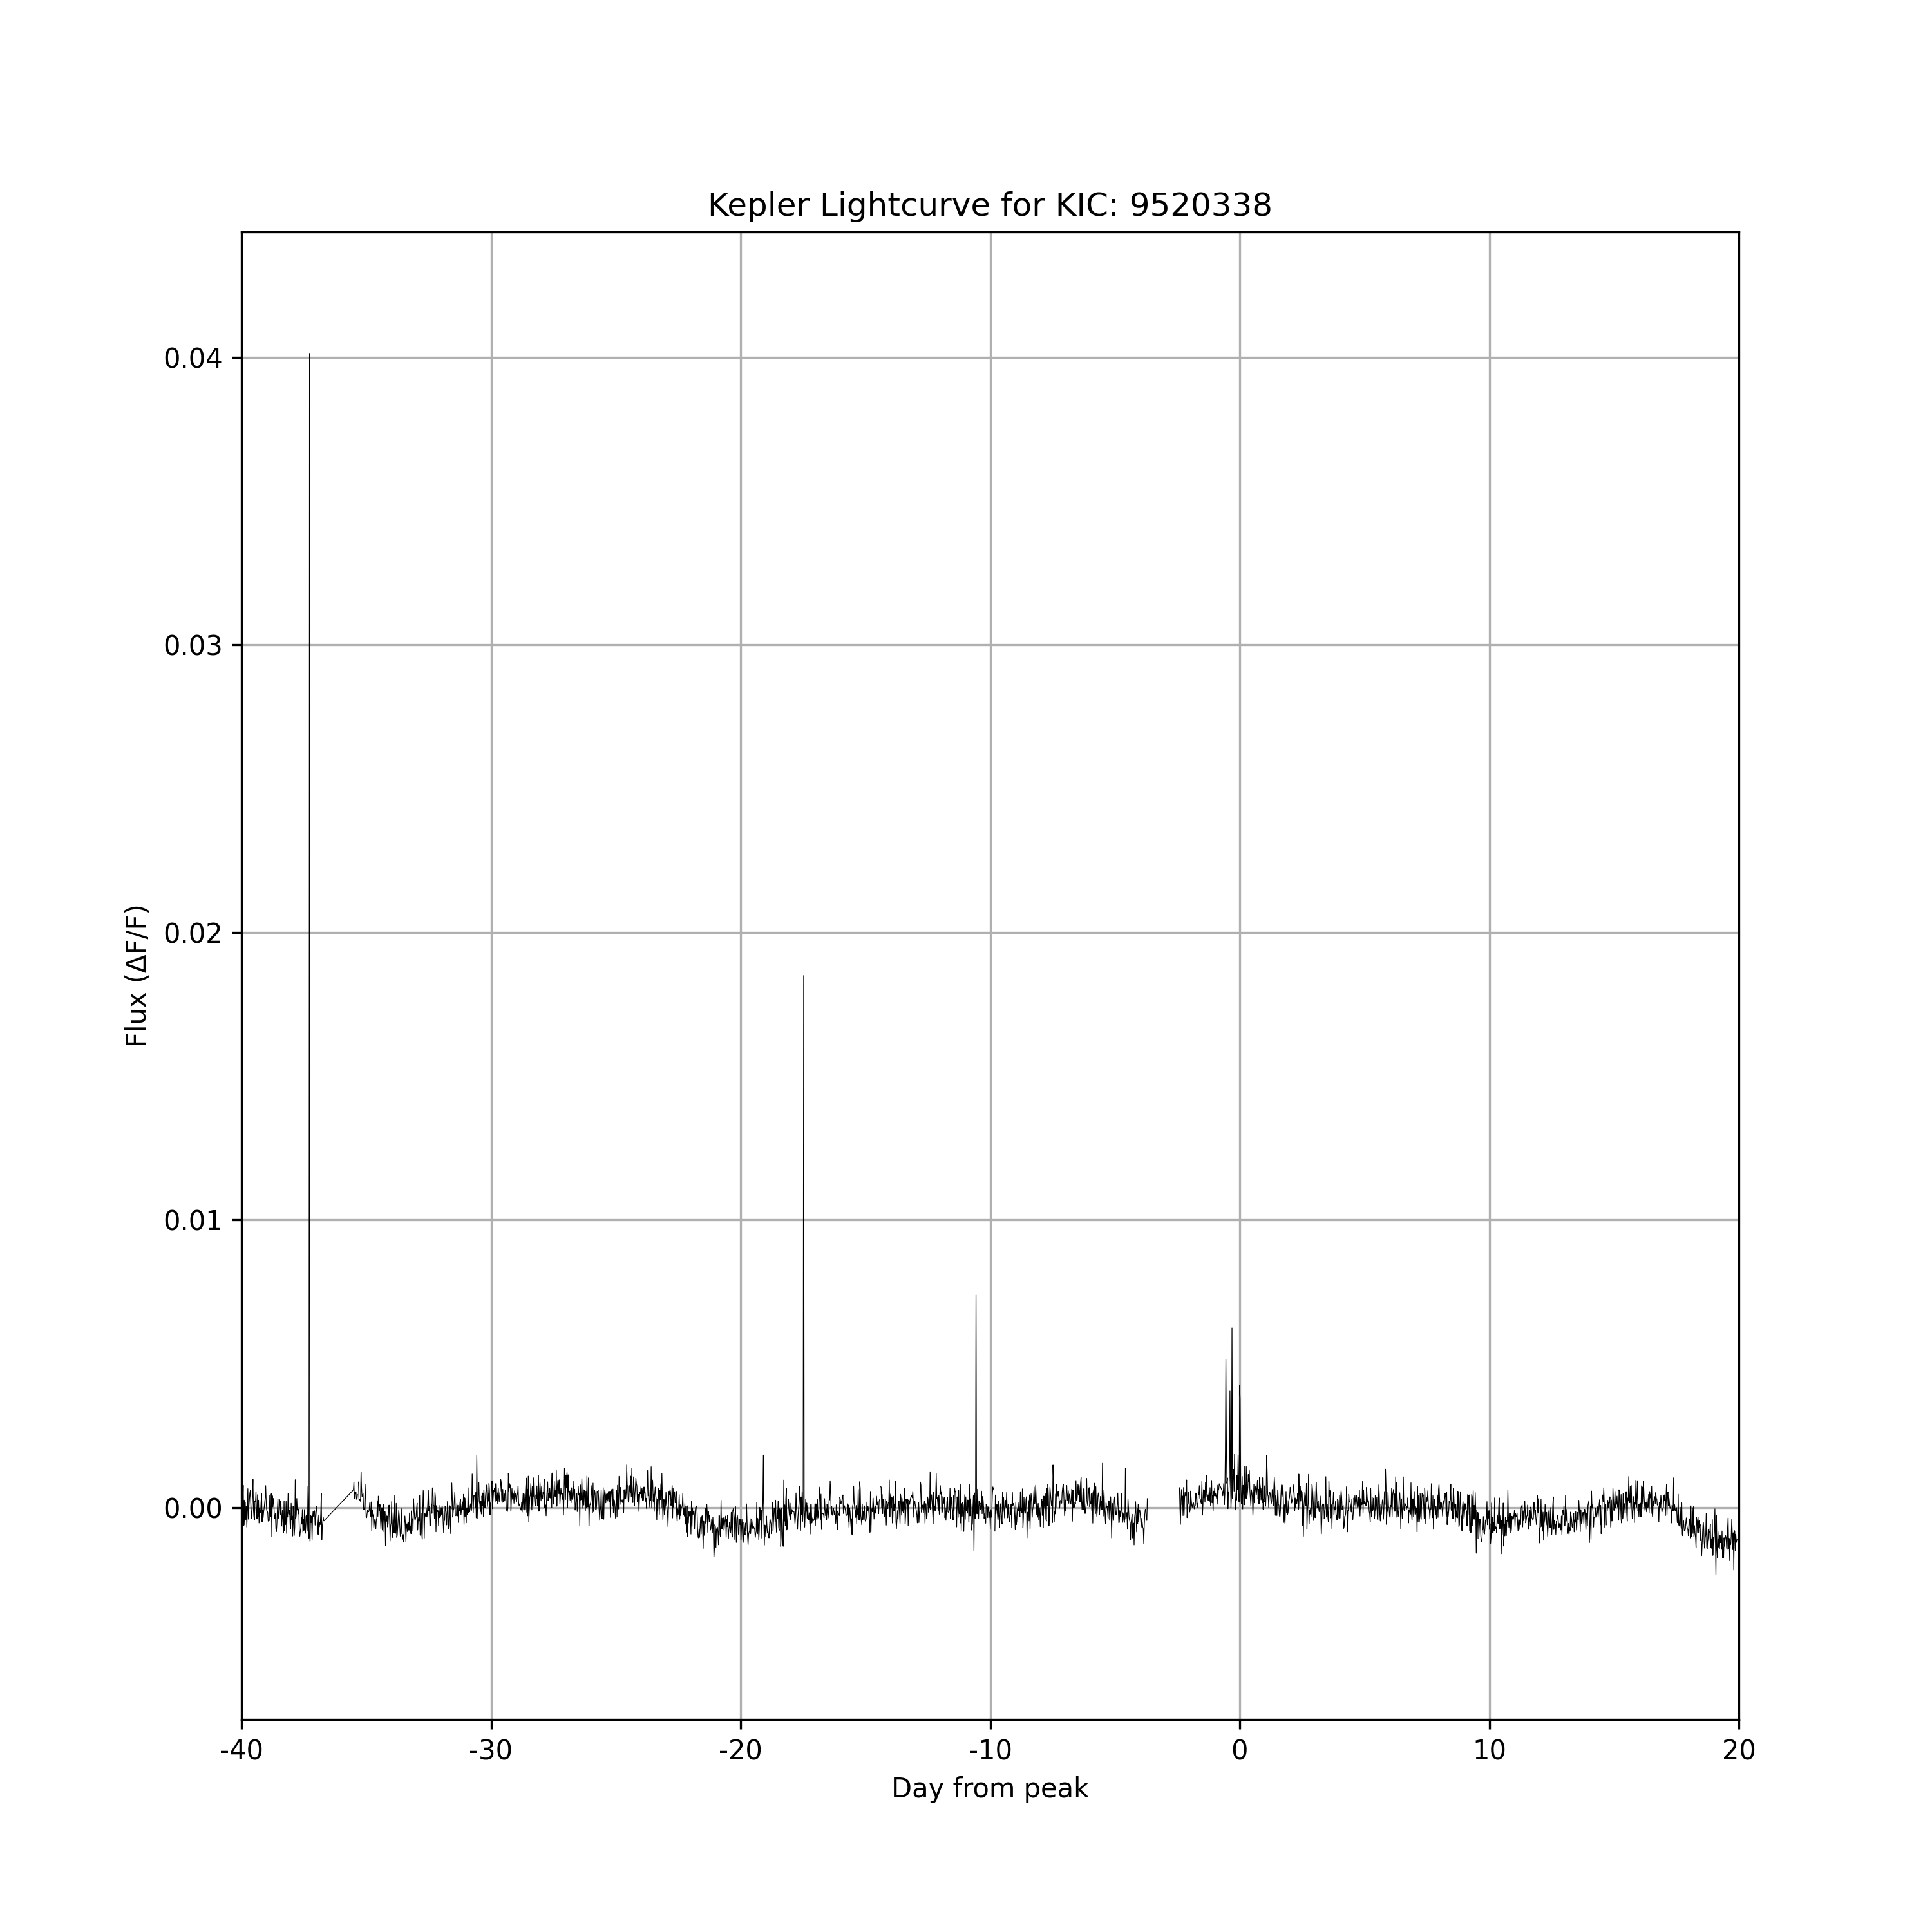 Kepler Lightcurve for KIC: 9520338
0.04
0.03
0.02
0.01
0.00
Flux (ΔF/F)
-40 -30 -20 -10 0 10 20
Day from peak